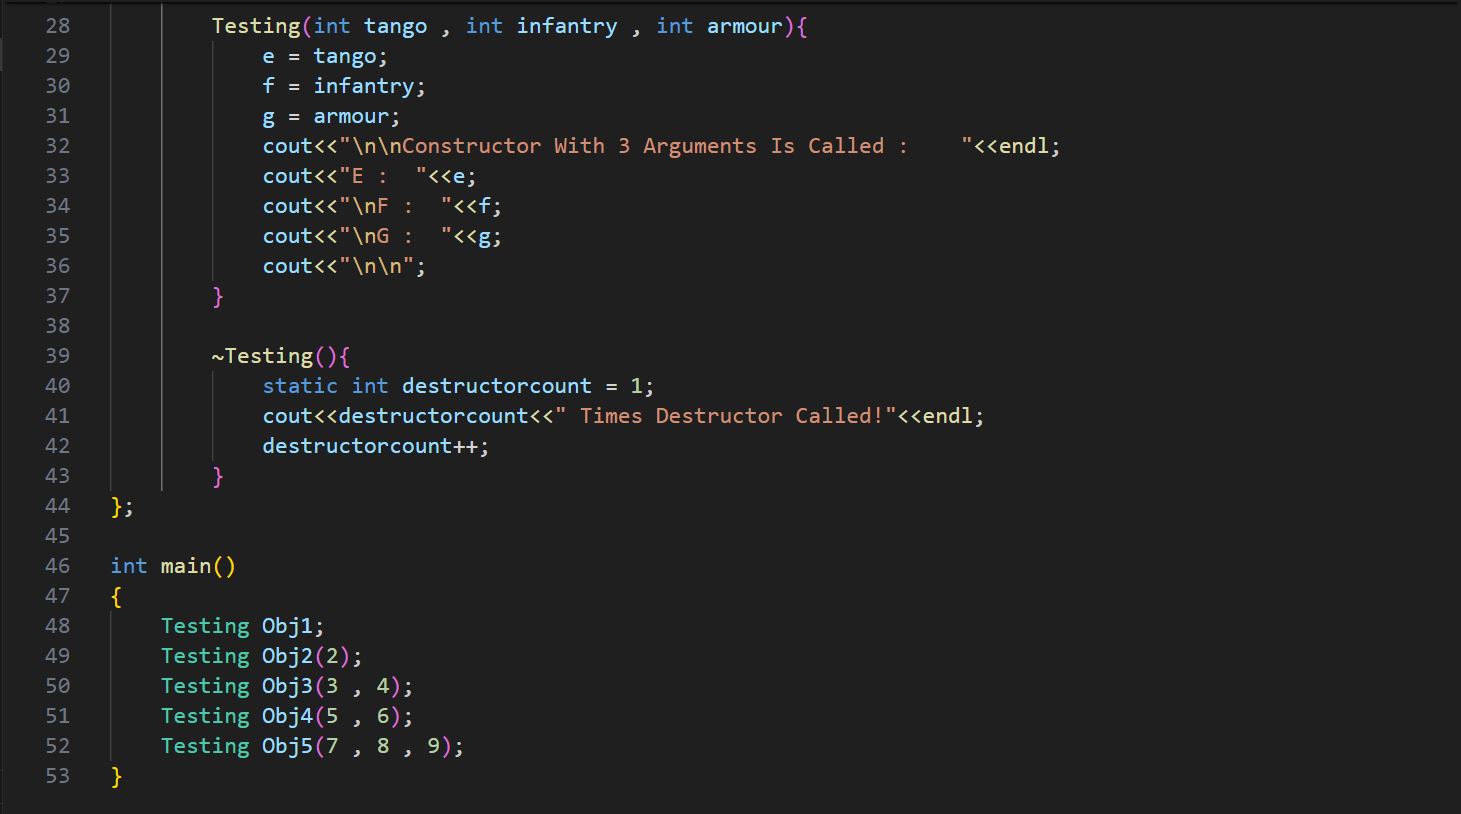 28 Testing(int tango , int infantry , int armour){
29 e = tango;
30 f = infantry;
31 g = armour;
32 cout<<"\n\nConstructor With 3 Arguments Is Called :    "<<endl;
33 cout<<"E :  "<<e;
34 cout<<"\nF :  "<<f;
35 cout<<"\nG :  "<<g;
36 cout<<"\n\n";
37 }
38
39 ~Testing(){
40 static int destructorcount = 1;
41 cout<<destructorcount<<" Times Destructor Called!"<<endl;
42 destructorcount++;
43 }
44 };
45
46 int main()
47 {
48 Testing Obj1;
49 Testing Obj2(2);
50 Testing Obj3(3 , 4);
51 Testing Obj4(5 , 6);
52 Testing Obj5(7 , 8 , 9);
53 }